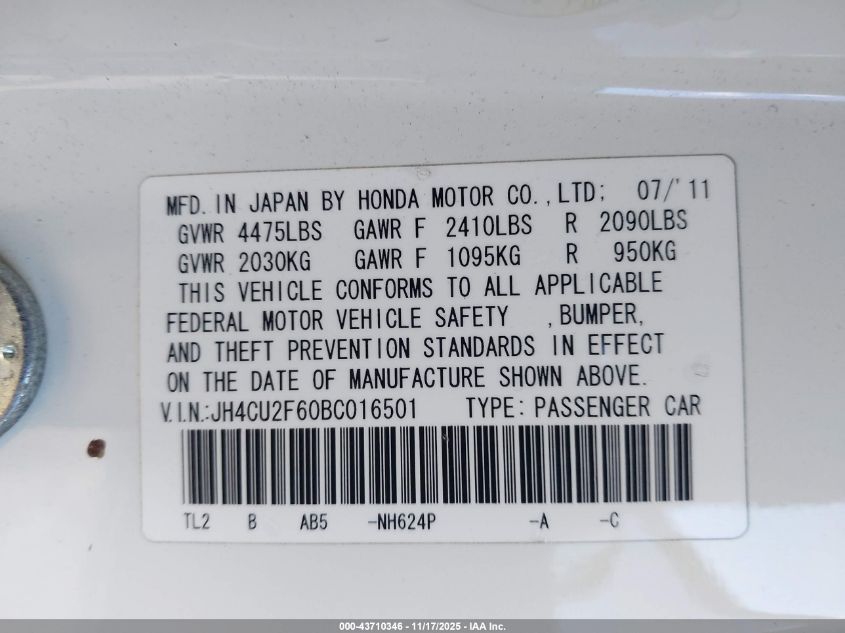 MFD. IN JAPAN BY HONDA MOTOR CO.,LTD; 07/'11
GVWR 4475LBS GAWR F 2410LBS R 2090LBS
GVWR 2030KG GAWR F 1095KG R 950KG
THIS VEHICLE CONFORMS TO ALL APPLICABLE
FEDERAL MOTOR VEHICLE SAFETY ,BUMPER,
AND THEFT PREVENTION STANDARDS IN EFFECT
ON THE DATE OF MANUFACTURE SHOWN ABOVE.
V.I.N.:JH4CU2F60BC016501 TYPE: PASSENGER CAR
TL2 B AB5 -NH624P -A -C
000-43710346 - 11/17/2025 - IAA Inc.